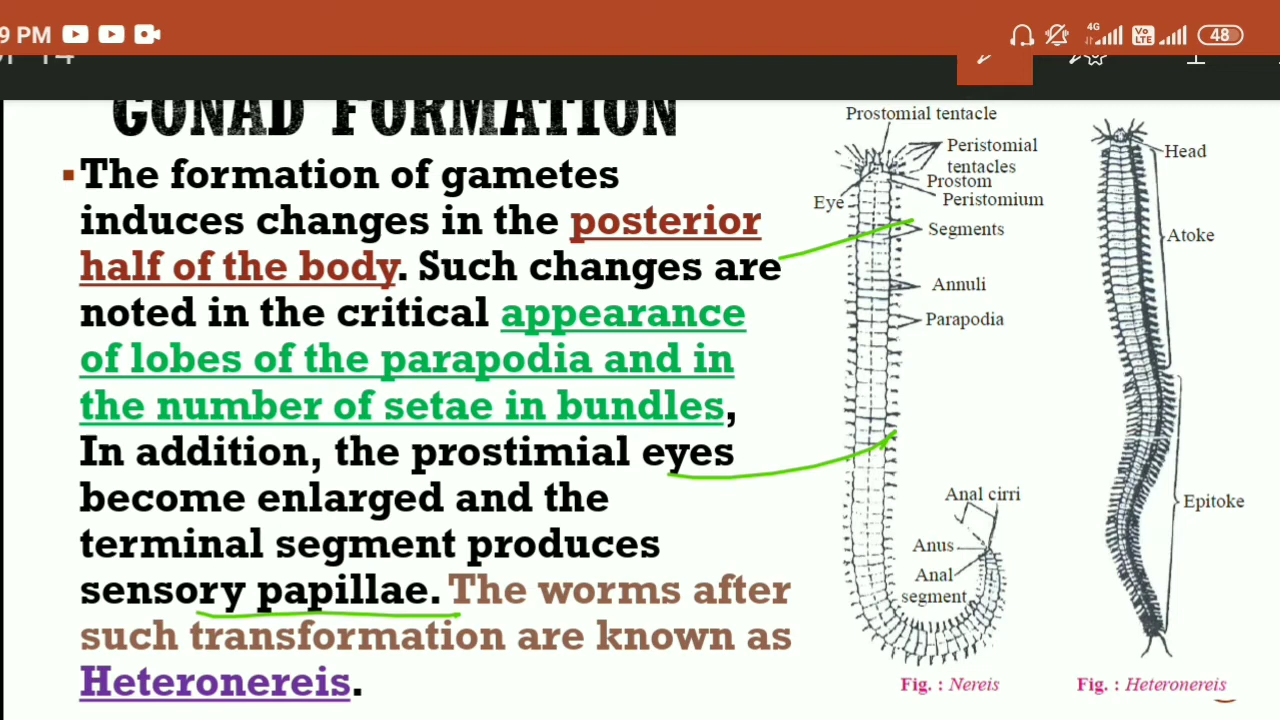 9 PM
4G
Vo
LTE
48
GONAD FORMATION
▪The formation of gametes
induces changes in the posterior
half of the body. Such changes are
noted in the critical appearance
of lobes of the parapodia and in
the number of setae in bundles,
In addition, the prostimial eyes
become enlarged and the
terminal segment produces
sensory papillae. The worms after
such transformation are known as
Heteronereis.
Prostomial tentacle
Peristomial
tentacles
Prostom
Peristomium
Eye
Segments
Annuli
Parapodia
Anal cirri
Anus
Anal
segment
Fig. : Nereis
Head
Atoke
Epitoke
Fig. : Heteronereis